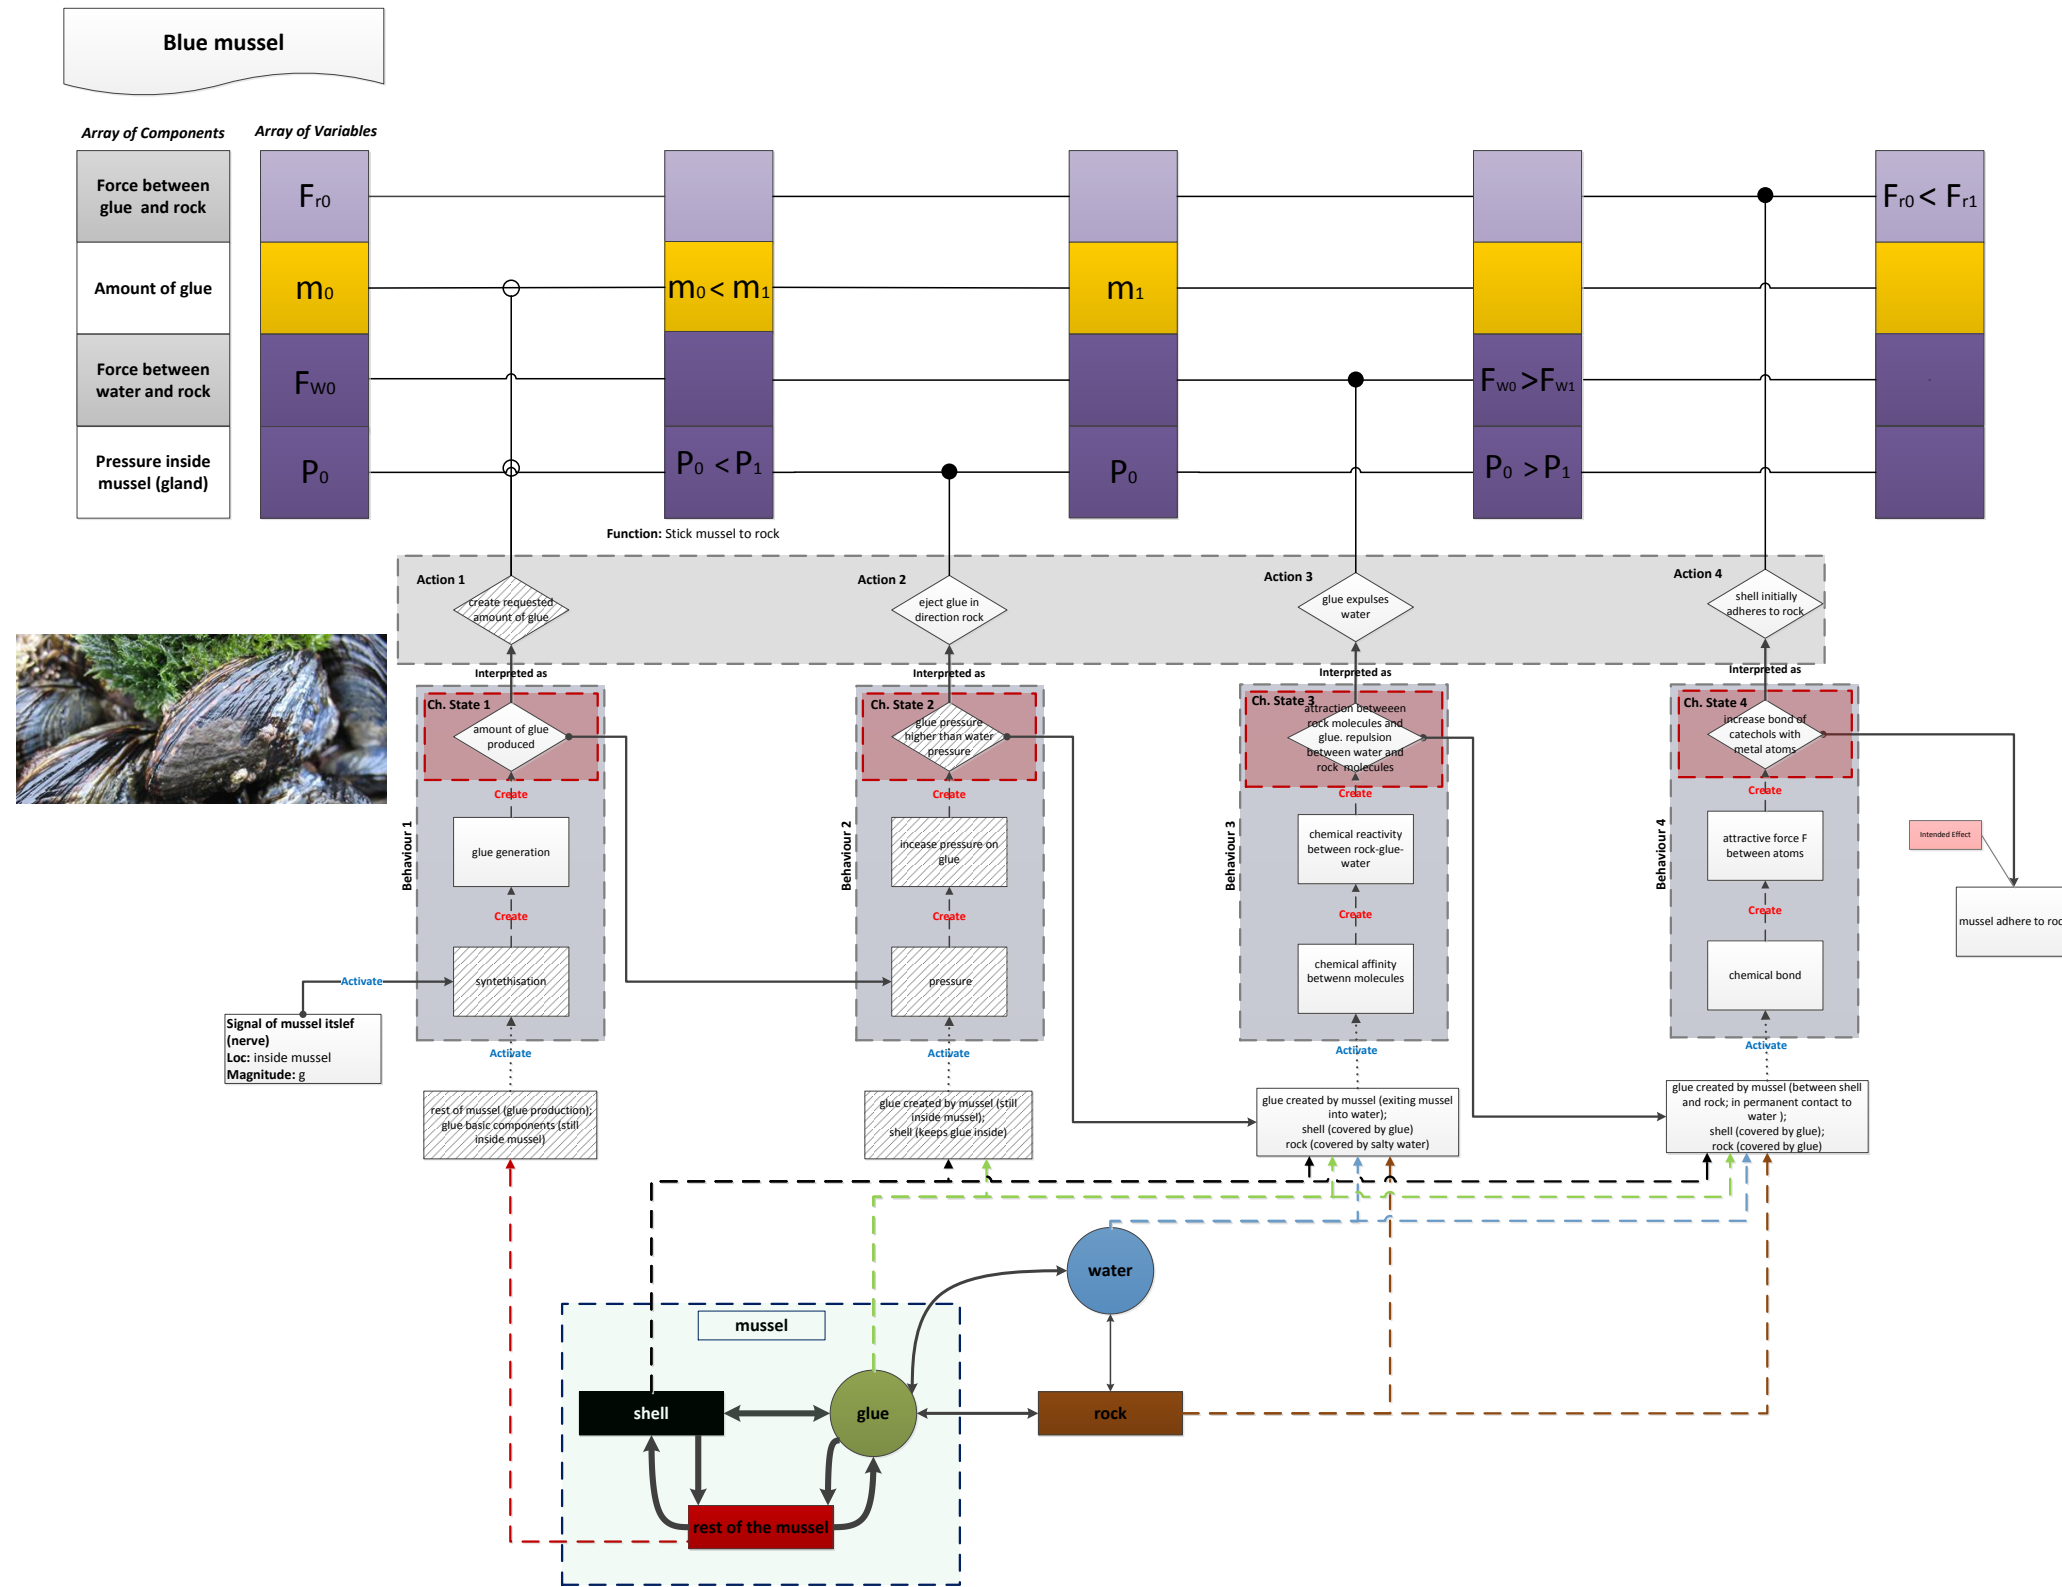 Blue mussel
Array of Components
Array of Variables
Force between
glue and rock
Fr0
Fr0 < Fr1
Amount of glue
m0
m0 < m1
m1
Force between
water and rock
Fw0
Fw0 >Fw1
Pressure inside
mussel (gland)
P0
P0 < P1
P0
P0 > P1
Function: Stick mussel to rock
Action 1
create requested
amount of glue
Action 2
eject glue in
direction rock
Action 3
glue expulses
water
Action 4
shell initially
adheres to rock
Interpreted as
Interpreted as
Interpreted as
Interpreted as
Ch. State 1
amount of glue
produced
Ch. State 2
glue pressure
higher than water
pressure
Ch. State 3
attraction betweeen
rock molecules and
glue. repulsion
between water and
rock molecules
Ch. State 4
increase bond of
catechols with
metal atoms
Create
Create
Create
Create
Behaviour 1
glue generation
Behaviour 2
incease pressure on
glue
Behaviour 3
chemical reactivity
between rock-glue-
water
Behaviour 4
attractive force F
between atoms
Intended Effect
mussel adhere to roc
Create
Create
Create
Create
Activate
syntethisation
pressure
chemical affinity
betwenn molecules
chemical bond
Signal of mussel itslef
(nerve)
Loc: inside mussel
Magnitude: g
Activate
Activate
Activate
Activate
rest of mussel (glue production);
glue basic components (still
inside mussel)
glue created by mussel (still
inside mussel);
shell (keeps glue inside)
glue created by mussel (exiting mussel
into water);
shell (covered by glue)
rock (covered by salty water)
glue created by mussel (between shell
and rock; in permanent contact to
water );
shell (covered by glue);
rock (covered by glue)
water
mussel
shell
glue
rock
rest of the mussel